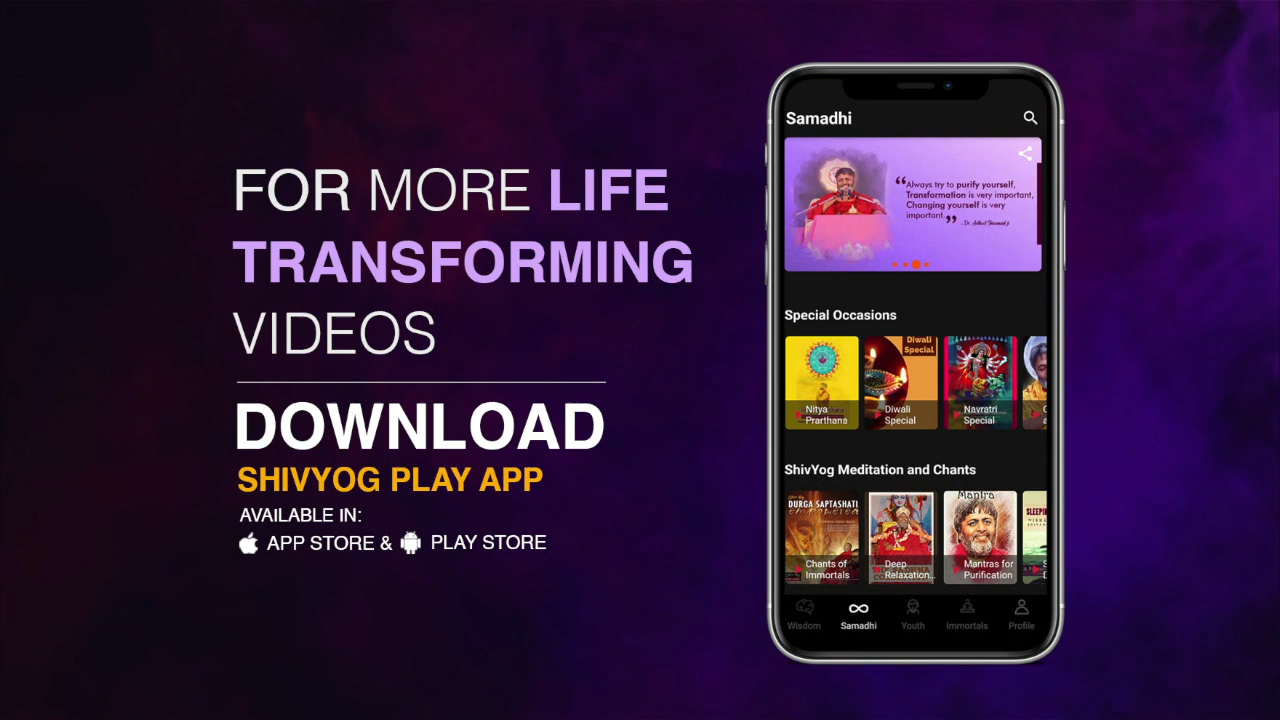 FOR MORE LIFE
TRANSFORMING
VIDEOS
DOWNLOAD
SHIVYOG PLAY APP
AVAILABLE IN:
APP STORE & PLAY STORE
Samadhi
“Always try to purify yourself,
Transformation is very important,
Changing yourself is very
important.”
Special Occasions
Diwali
Special
Nitya
Prarthana
Diwali
Special
Navratri
Special
ShivYog Meditation and Chants
DURGA SAPTASHATI
Mantra
Chants of
Immortals
Deep
Relaxation...
Mantras for
Purification
Wisdom
Samadhi
Youth
Immortals
Profile